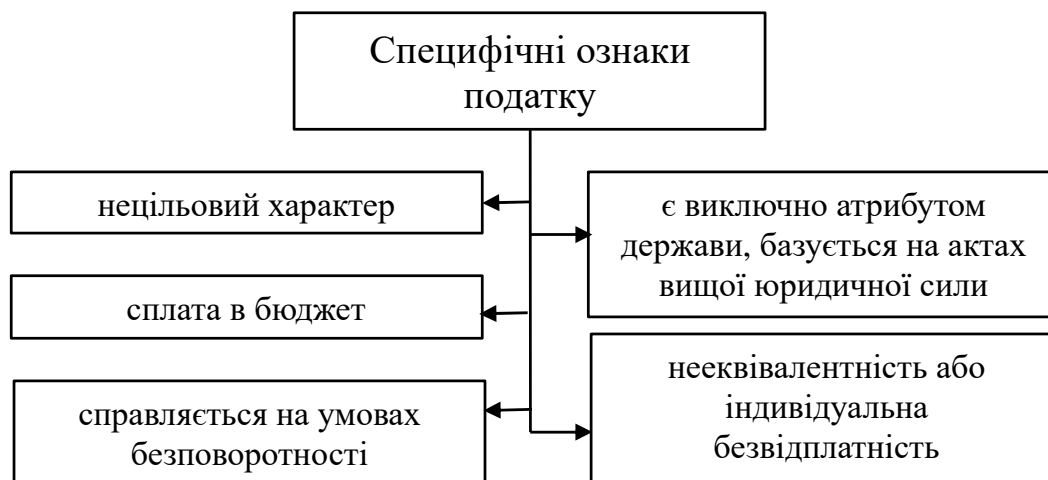 Специфічні ознаки
податку
нецільовий характер
сплата в бюджет
справляється на умовах
безповоротності
є виключно атрибутом
держави, базується на актах
вищої юридичної сили
нееквівалентність або
індивідуальна
безвідплатність